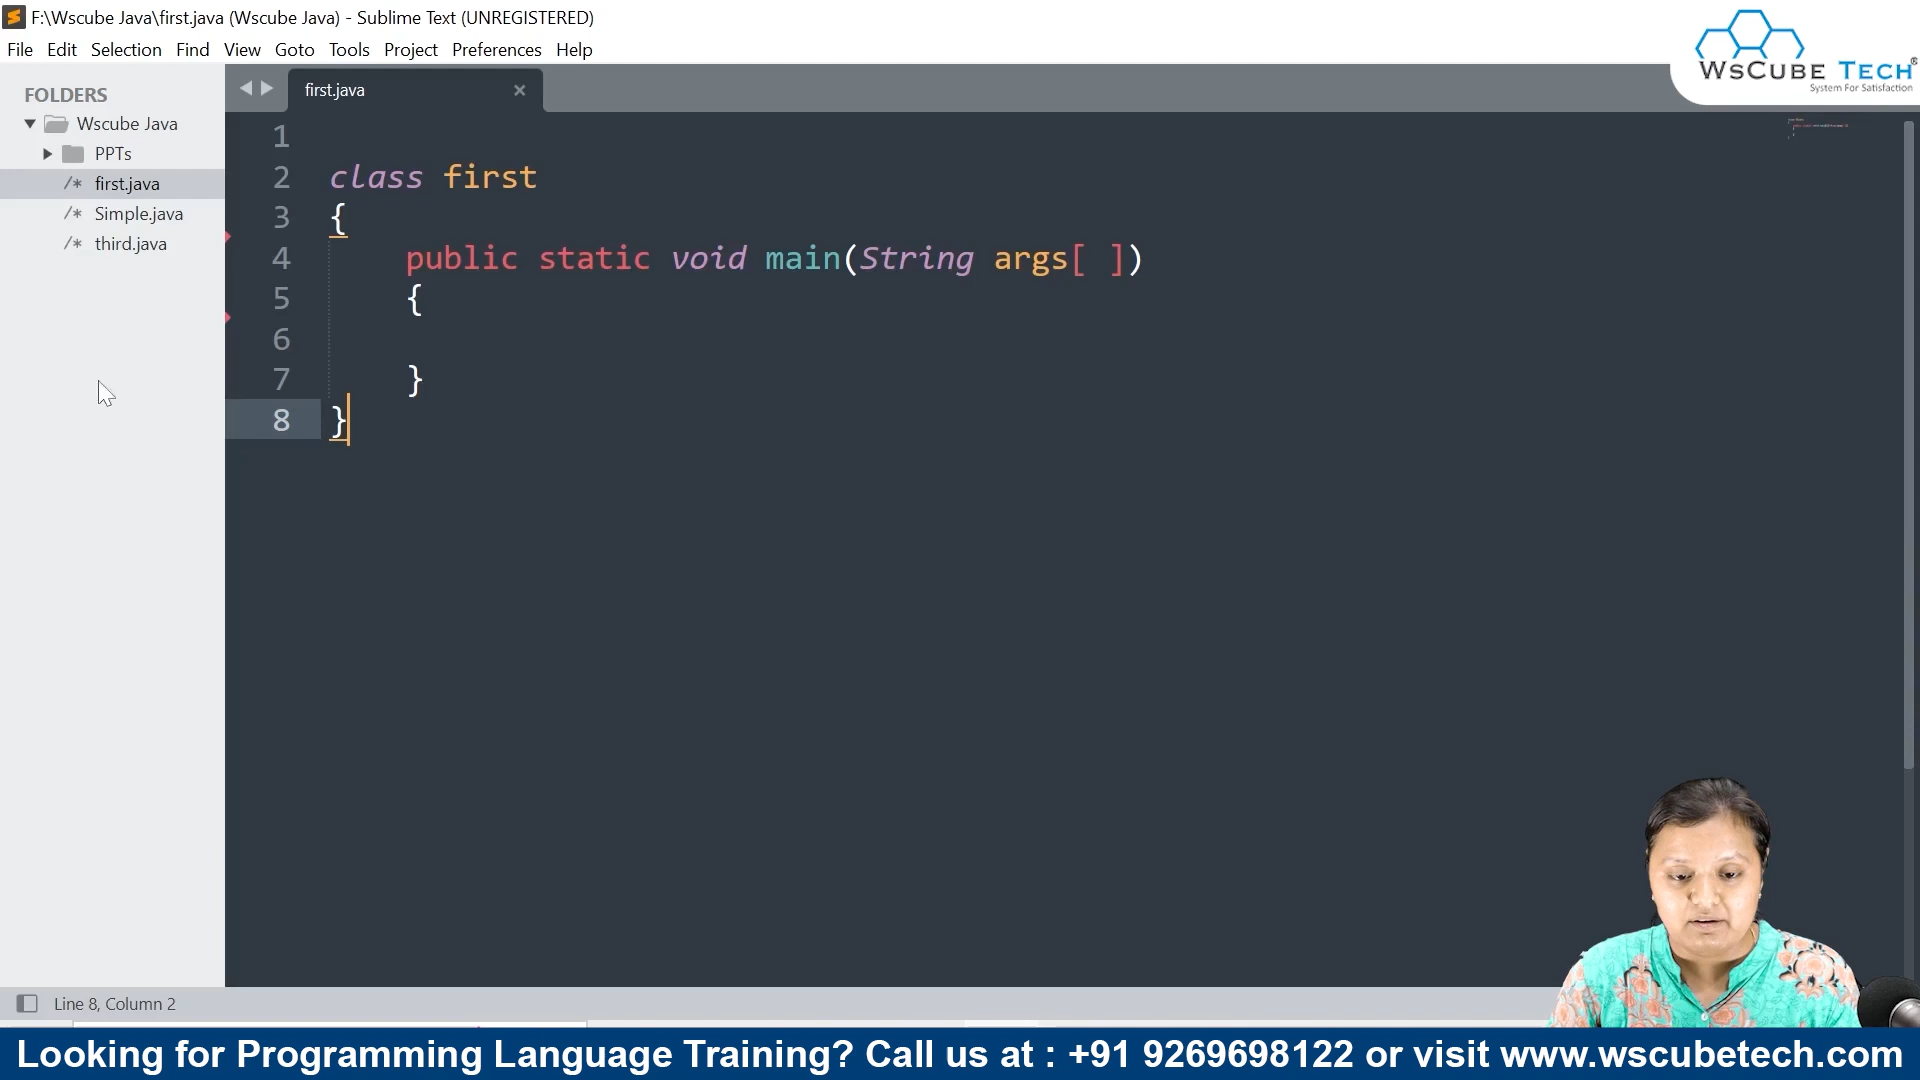 F:\Wscube Java\first.java (Wscube Java) - Sublime Text (UNREGISTERED)
File Edit Selection Find View Goto Tools Project Preferences Help
WsCube Tech®
System For Satisfaction
FOLDERS
Wscube Java
PPTs
/* first.java
/* Simple.java
/* third.java
first.java ×
1
2 class first
3 {
4 public static void main(String args[ ])
5 {
6
7 }
8 }
Line 8, Column 2
Looking for Programming Language Training? Call us at : +91 9269698122 or visit www.wscubetech.com